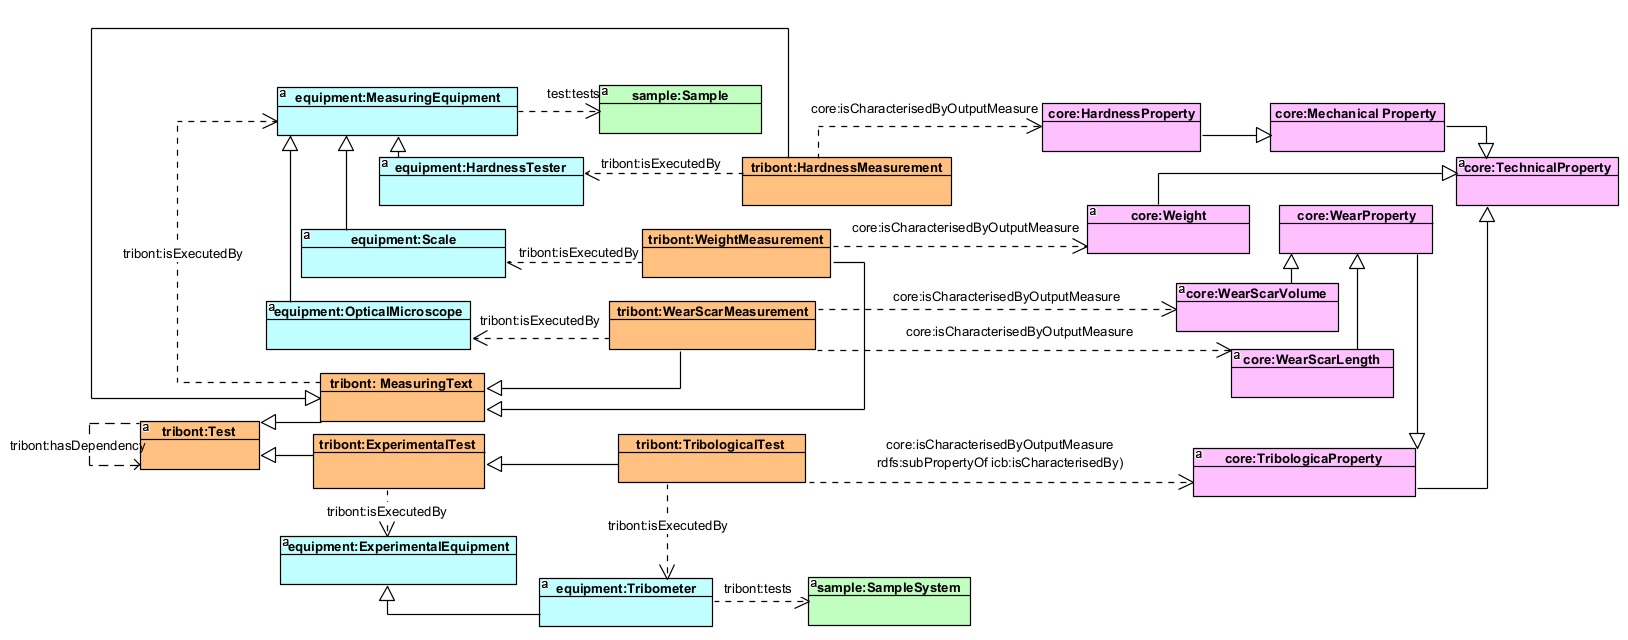 a
equipment:MeasuringEquipment
test:tests
a
sample:Sample
core:isCharacterisedByOutputMeasure
core:HardnessProperty
core:Mechanical Property
a
equipment:HardnessTester
tribont:isExecutedBy
tribont:HardnessMeasurement
a
core:TechnicalProperty
a
core:Weight
core:WearProperty
core:isCharacterisedByOutputMeasure
a
equipment:Scale
tribont:isExecutedBy
tribont:WeightMeasurement
tribont:isExecutedBy
a
core:WearScarVolume
core:isCharacterisedByOutputMeasure
a
equipment:OpticalMicroscope
tribont:isExecutedBy
tribont:WearScarMeasurement
core:isCharacterisedByOutputMeasure
a
core:WearScarLength
tribont: MeasuringText
a
tribont:Test
tribont:hasDependency
tribont:ExperimentalTest
tribont:TribologicalTest
core:isCharacterisedByOutputMeasure
rdfs:subPropertyOf icb:isCharacterisedBy)
a
core:TribologicaProperty
tribont:isExecutedBy
tribont:isExecutedBy
a
equipment:ExperimentalEquipment
a
equipment:Tribometer
tribont:tests
a
sample:SampleSystem